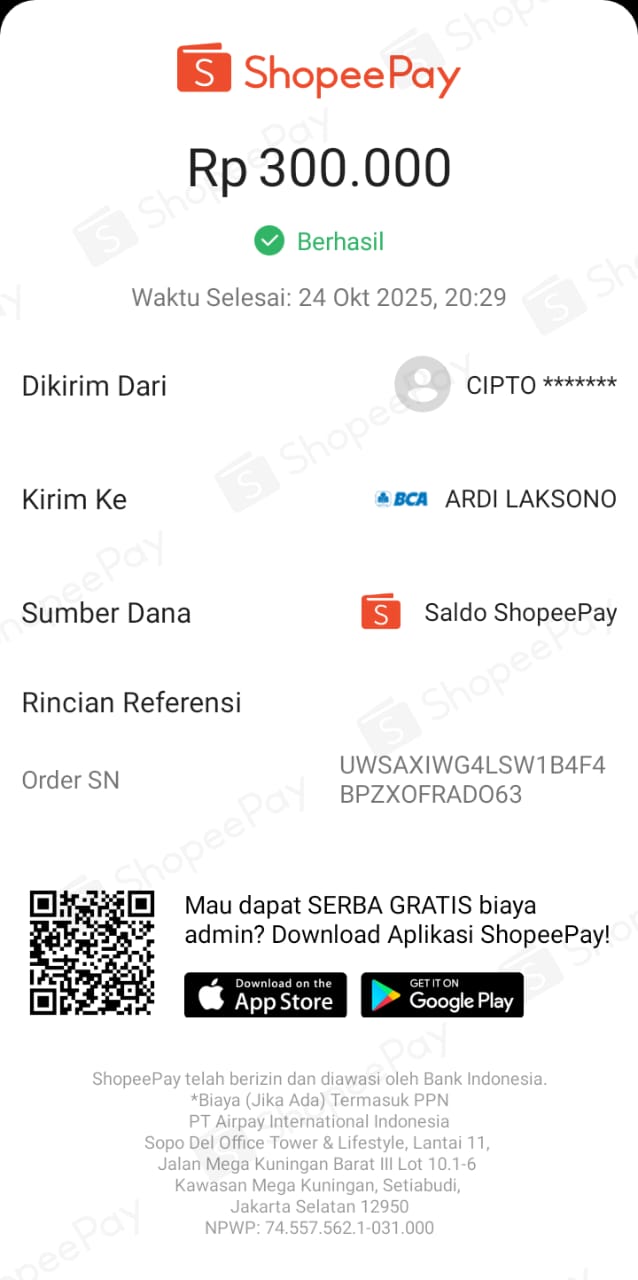 ShopeePay
Rp 300.000
Berhasil
Waktu Selesai: 24 Okt 2025, 20:29
Dikirim Dari CIPTO *******
Kirim Ke BCA ARDI LAKSONO
Sumber Dana Saldo ShopeePay
Rincian Referensi
Order SN UWSAXIWG4LSW1B4F4
BPZXOFRADO63
Mau dapat SERBA GRATIS biaya
admin? Download Aplikasi ShopeePay!
Download on the
App Store
GET IT ON
Google Play
ShopeePay telah berizin dan diawasi oleh Bank Indonesia.
*Biaya (Jika Ada) Termasuk PPN
PT Airpay International Indonesia
Sopo Del Office Tower & Lifestyle, Lantai 11,
Jalan Mega Kuningan Barat III Lot 10.1-6
Kawasan Mega Kuningan, Setiabudi,
Jakarta Selatan 12950
NPWP: 74.557.562.1-031.000